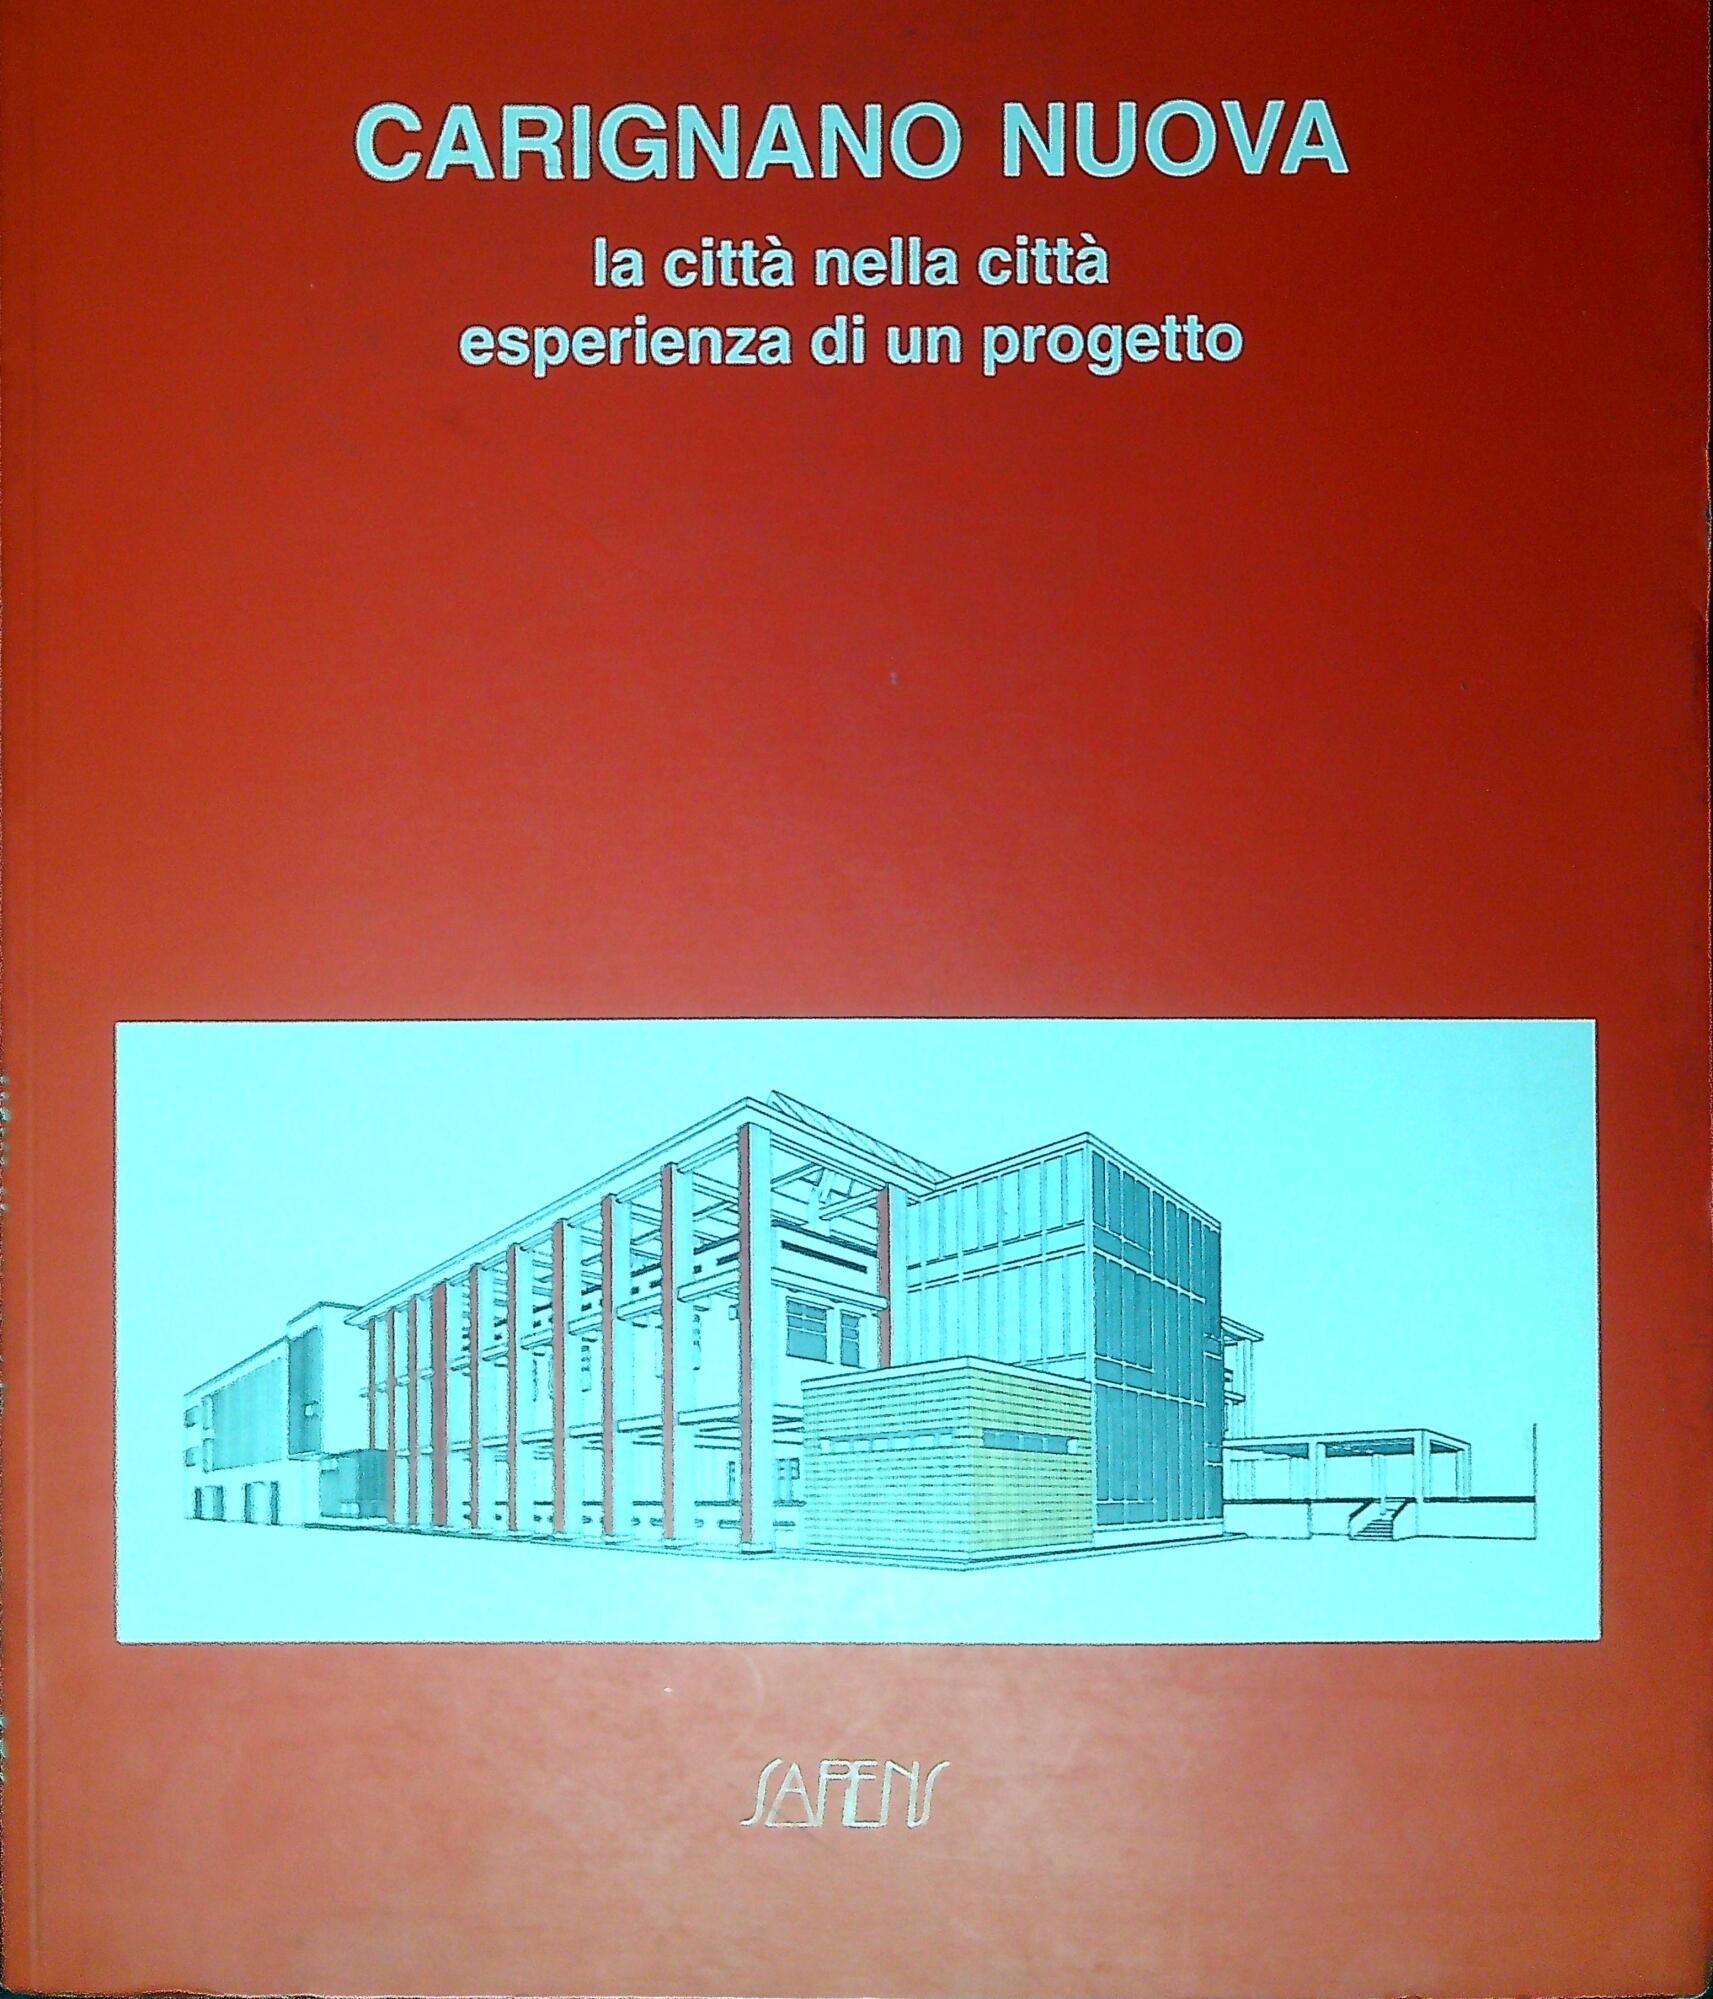 CARIGNANO NUOVA
la città nella città
esperienza di un progetto
SAPENS